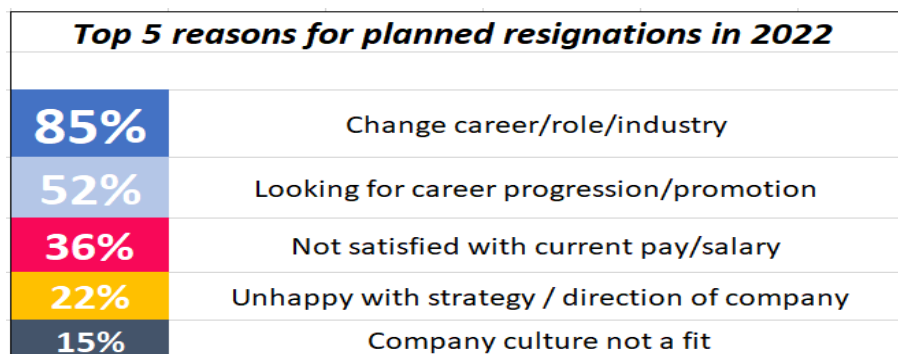 Top 5 reasons for planned resignations in 2022
85% Change career/role/industry
52% Looking for career progression/promotion
36% Not satisfied with current pay/salary
22% Unhappy with strategy / direction of company
15% Company culture not a fit